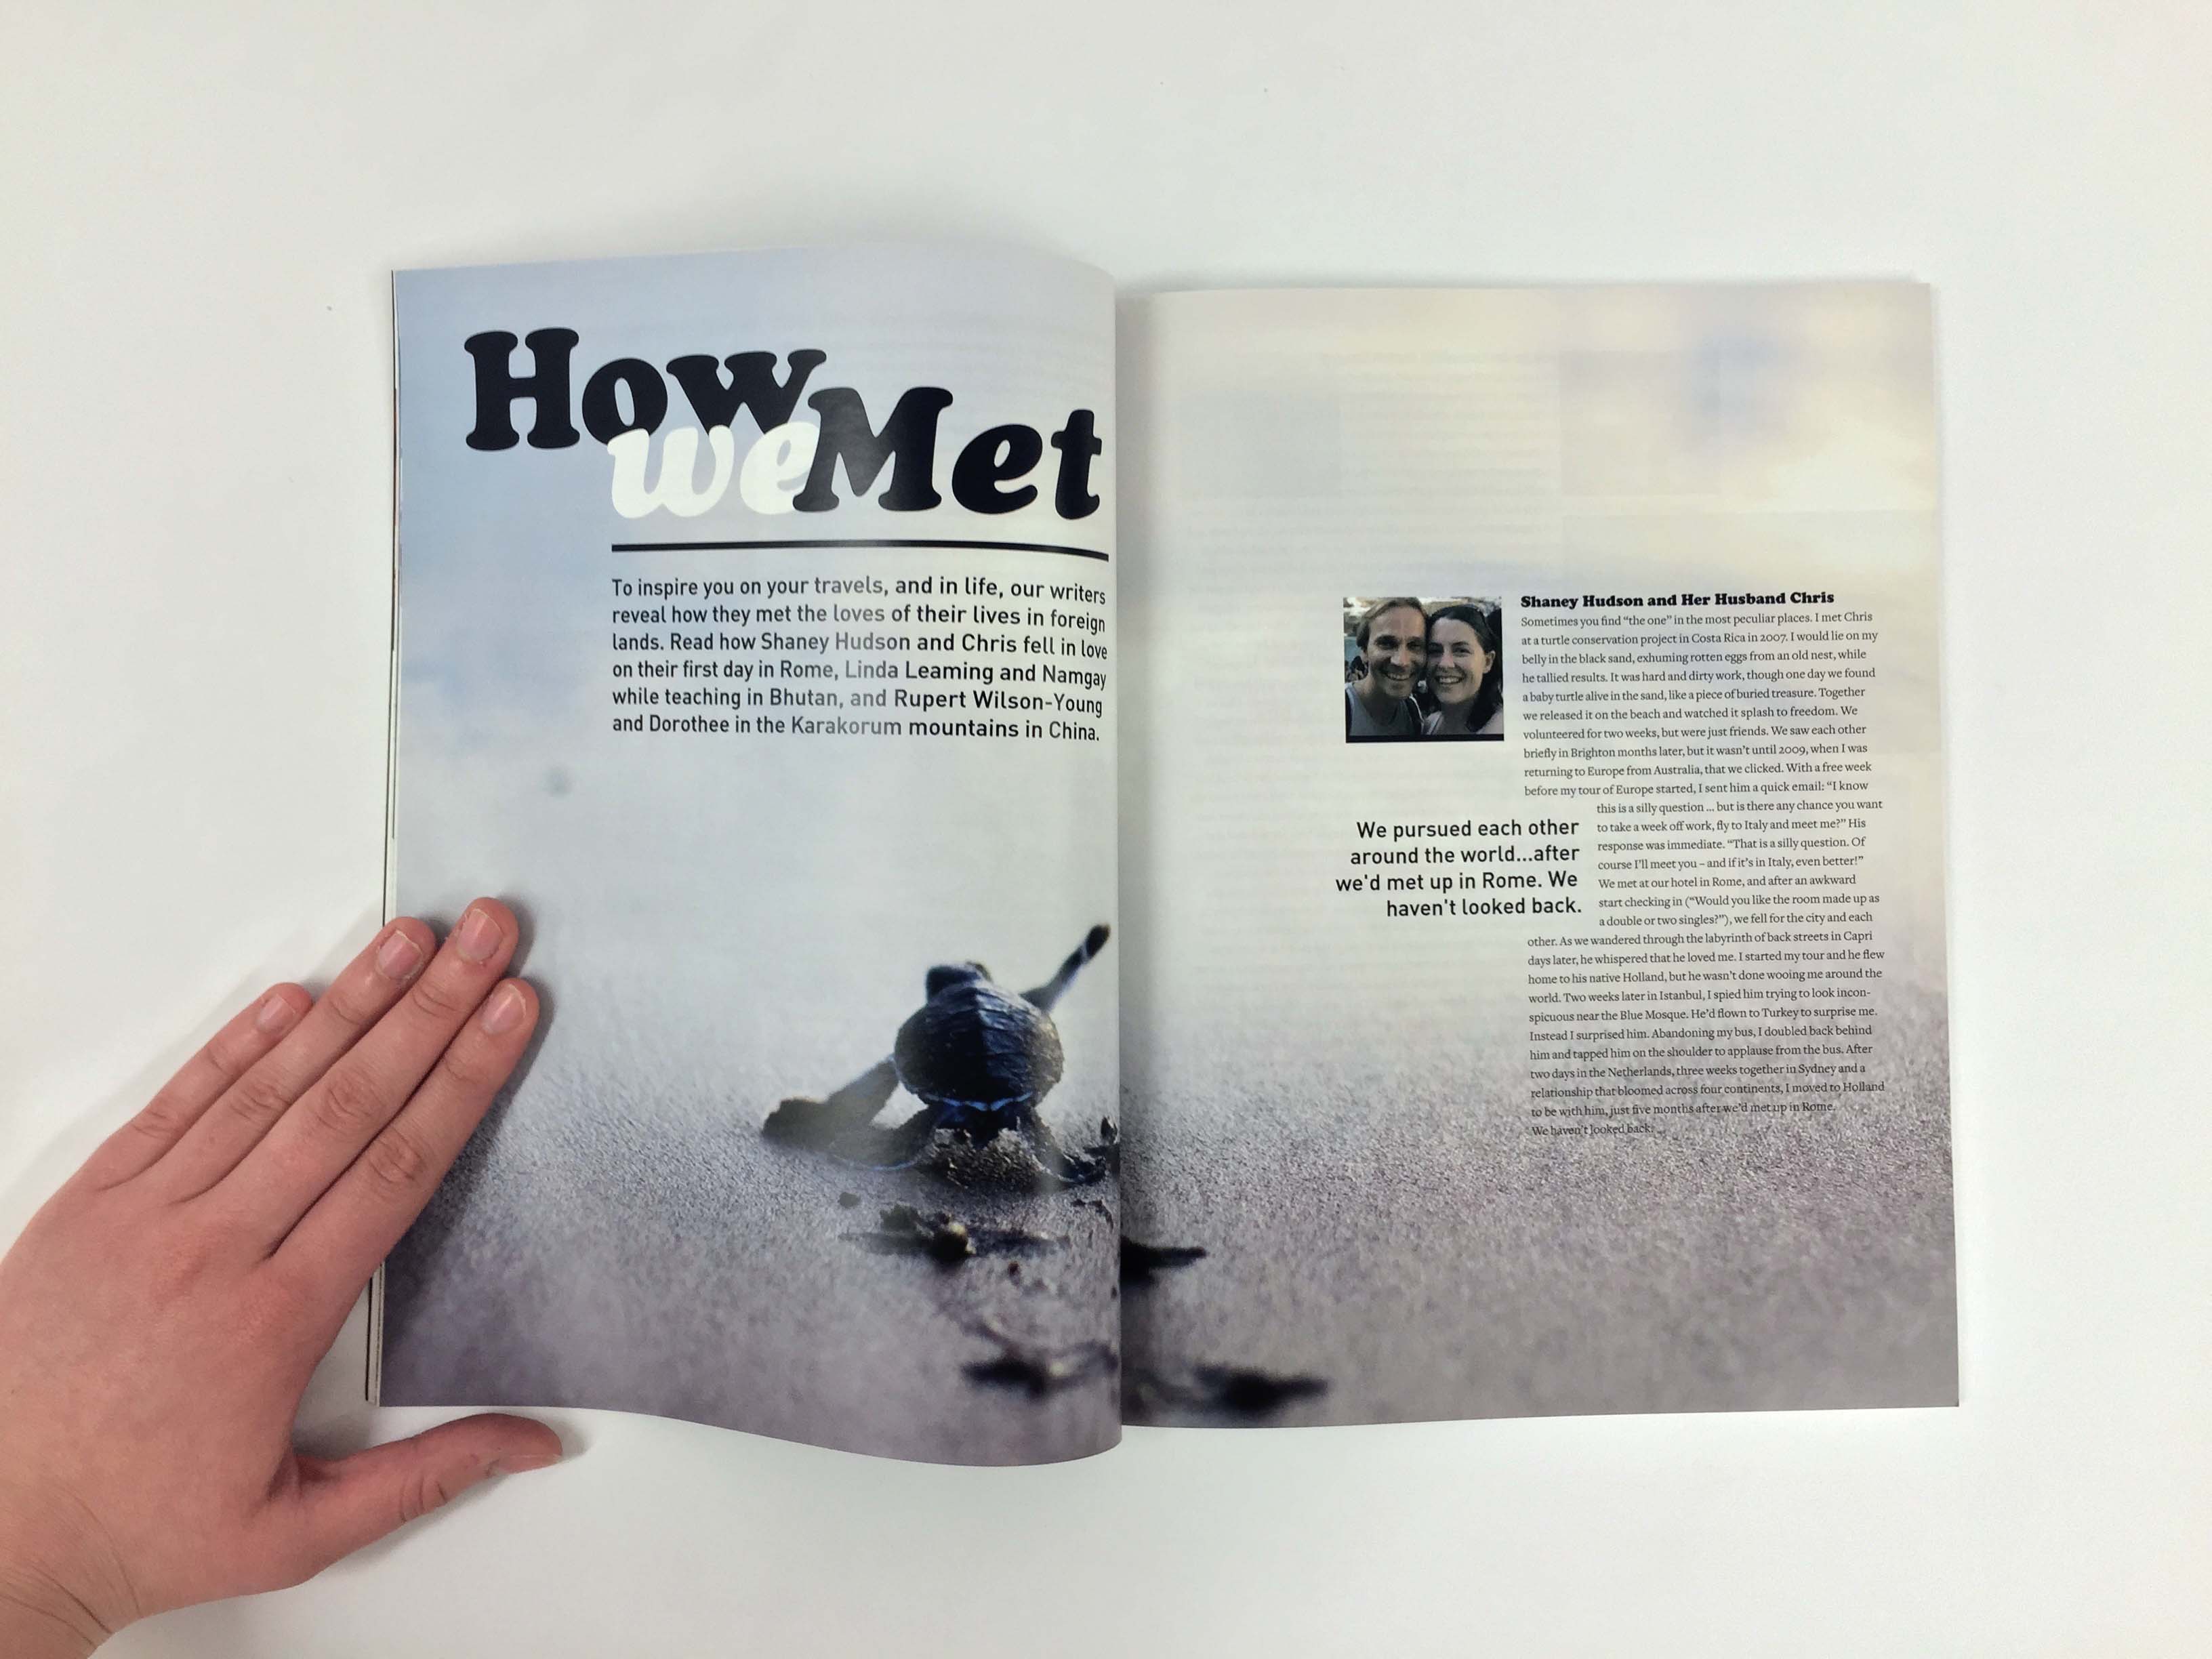 How
we Met
To inspire you on your travels, and in life, our writers
reveal how they met the loves of their lives in foreign
lands. Read how Shaney Hudson and Chris fell in love
on their first day in Rome, Linda Leaming and Namgay
while teaching in Bhutan, and Rupert Wilson-Young
and Dorothee in the Karakorum mountains in China.
Shaney Hudson and Her Husband Chris
Sometimes you find “the one” in the most peculiar places. I met Chris
at a turtle conservation project in Costa Rica in 2007. I would lie on my
belly in the black sand, exhuming rotten eggs from an old nest, while
he tallied results. It was hard and dirty work, though one day we found
a baby turtle alive in the sand, like a piece of buried treasure. Together
we released it on the beach and watched it splash to freedom. We
volunteered for two weeks, but were just friends. We saw each other
briefly in Brighton months later, but it wasn’t until 2009, when I was
returning to Europe from Australia, that we clicked. With a free week
before my tour of Europe started, I sent him a quick email: “I know
this is a silly question ... but is there any chance you want
to take a week off work, fly to Italy and meet me?” His
response was immediate. “That is a silly question. Of
course I’ll meet you – and if it’s in Italy, even better!”
We met at our hotel in Rome, and after an awkward
start checking in (“Would you like the room made up as
a double or two singles?”), we fell for the city and each
other. As we wandered through the labyrinth of back streets in Capri
days later, he whispered that he loved me. I started my tour and he flew
home to his native Holland, but he wasn’t done wooing me around the
world. Two weeks later in Istanbul, I spied him trying to look incon-
spicuous near the Blue Mosque. He’d flown to Turkey to surprise me.
Instead I surprised him. Abandoning my bus, I doubled back behind
him and tapped him on the shoulder to applause from the bus. After
two days in the Netherlands, three weeks together in Sydney and a
relationship that bloomed across four continents, I moved to Holland
to be with him, just five months after we’d met up in Rome.
We haven’t looked back.
We pursued each other
around the world...after
we'd met up in Rome. We
haven't looked back.